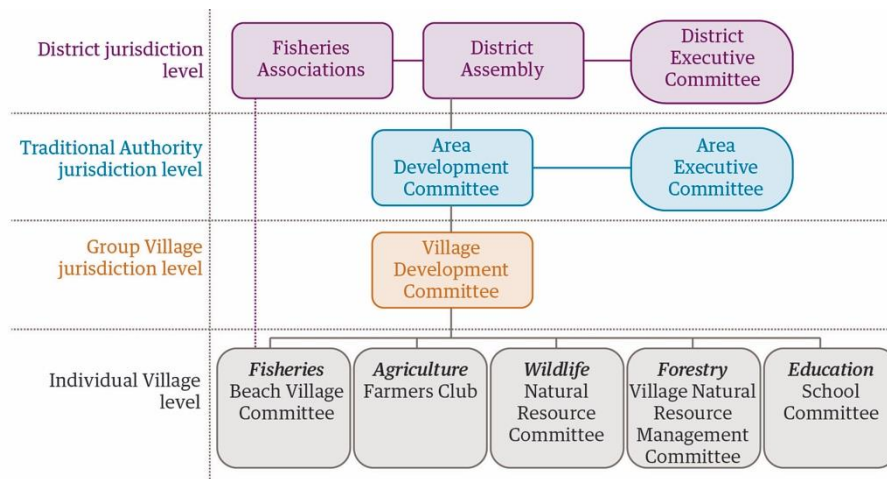 District jurisdiction
level
Fisheries
Associations
District
Assembly
District
Executive
Committee
Traditional Authority
jurisdiction level
Area
Development
Committee
Area
Executive
Committee
Group Village
jurisdiction level
Village
Development
Committee
Individual Village
level
Fisheries
Beach Village
Committee
Agriculture
Farmers Club
Wildlife
Natural
Resource
Committee
Forestry
Village Natural
Resource
Management
Committee
Education
School
Committee